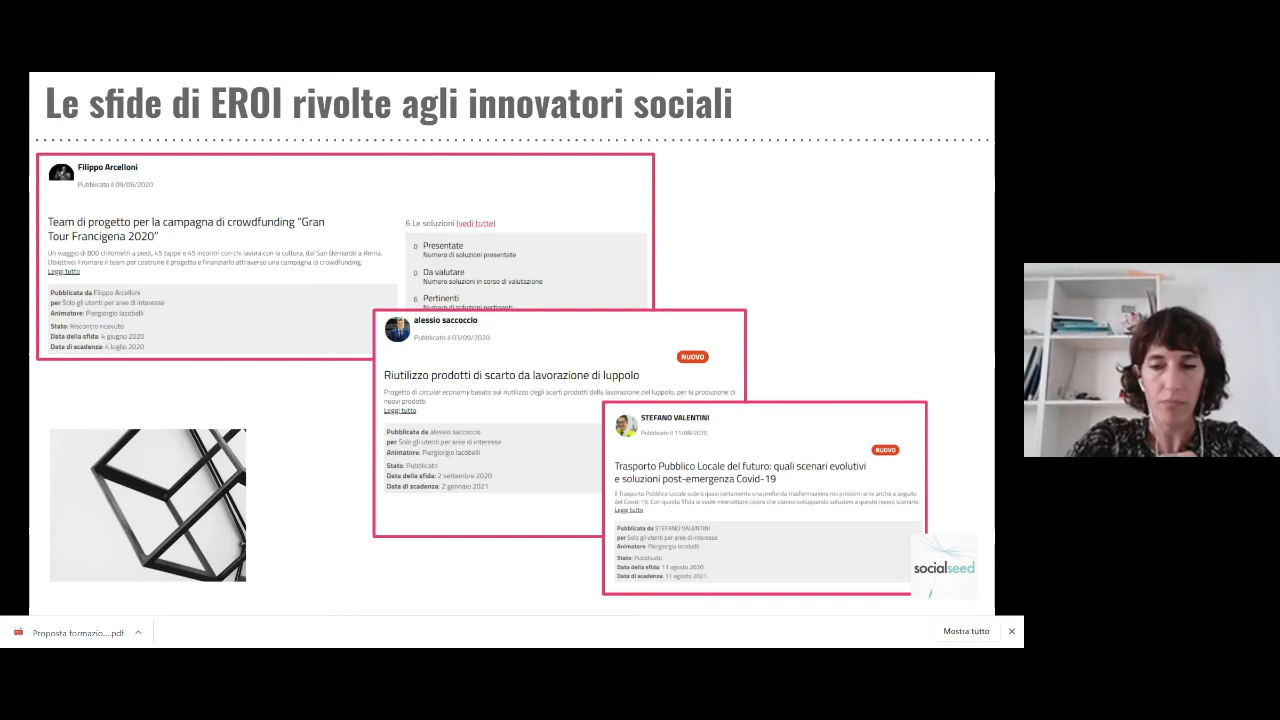 Le sfide di EROI rivolte agli innovatori sociali
Filippo Arcelloni
Pubblicato il 09/06/2020
Team di progetto per la campagna di crowdfunding "Gran
Tour Francigena 2020"
Un viaggio di 800 chilometri a piedi, 45 tappe e 45 incontri con chi lavora con la cultura, dal San Bernardo a Roma.
Obiettivo: Fromare il team per costruire il progetto e finanziarlo attraverso una campagna di crowdfunding.
Leggi tutto
Pubblicata da Filippo Arcelloni
per Solo gli utenti per aree di interesse
Animatore: Piergiorgio Iacobelli
Stato: Riscontro ricevuto
Data della sfida: 4 giugno 2020
Data di scadenza: 4 luglio 2020
6 Le soluzioni (vedi tutte)
0 Presentate
Numero di soluzioni presentate
0 Da valutare
Numero soluzioni in corso di valutazione
6 Pertinenti
Numero di soluzioni pertinenti
alessio saccoccio
Pubblicato il 03/09/2020
NUOVO
Riutilizzo prodotti di scarto da lavorazione di luppolo
Progetto di circular economy basato sul riutilizzo degli scarti prodotti dalla lavorazione del luppolo, per la produzione di
nuovi prodotti
Leggi tutto
Pubblicata da alessio saccoccio
per Solo gli utenti per aree di interesse
Animatore: Piergiorgio Iacobelli
Stato: Pubblicato
Data della sfida: 2 settembre 2020
Data di scadenza: 2 gennaio 2021
STEFANO VALENTINI
Pubblicato il 11/08/2020
NUOVO
Trasporto Pubblico Locale del futuro: quali scenari evolutivi
e soluzioni post-emergenza Covid-19
Il Trasporto Pubblico Locale subirà quasi certamente una profonda trasformazione nei prossimi anni anche a seguito
del Covid-19. Con questa Sfida si vuole intercettare coloro che stanno sviluppando soluzioni a questo nuovo scenario.
Leggi tutto
Pubblicata da STEFANO VALENTINI
per Solo gli utenti per aree di interesse
Animatore: Piergiorgio Iacobelli
Stato: Pubblicato
Data della sfida: 11 agosto 2020
Data di scadenza: 11 agosto 2021
socialseed
Proposta formazio....pdf
Mostra tutto